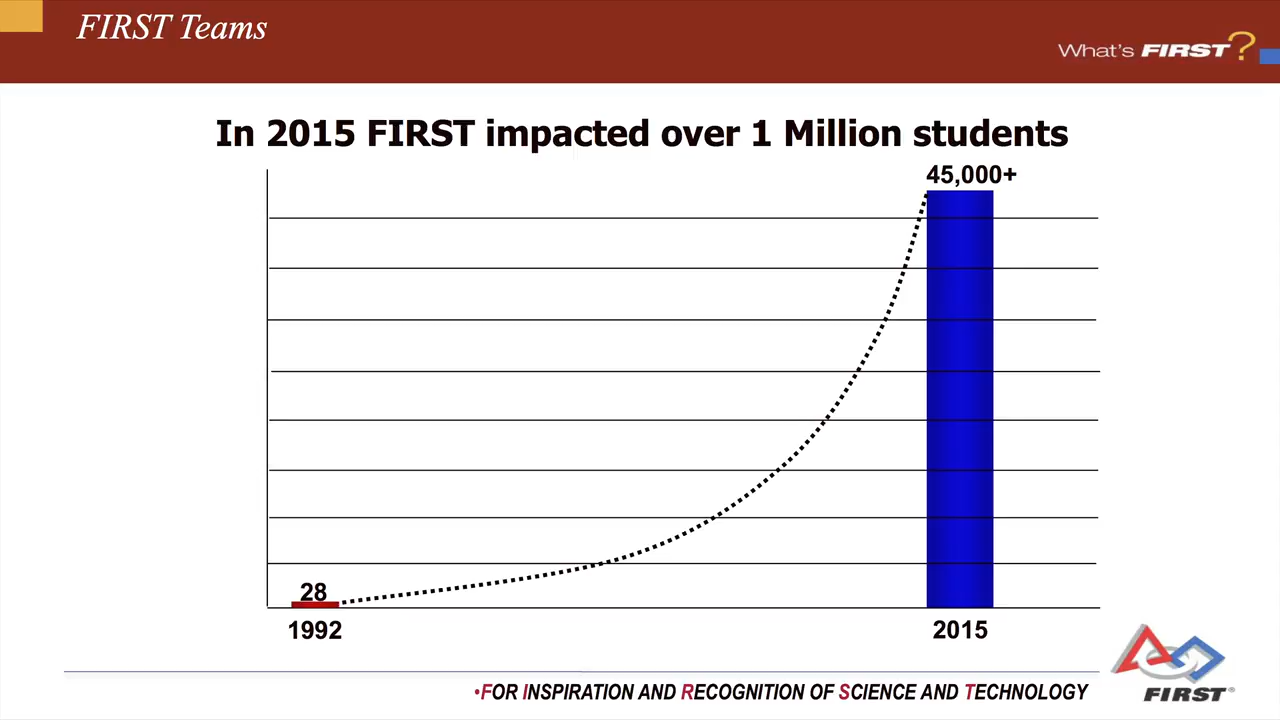 FIRST Teams
What's FIRST?
In 2015 FIRST impacted over 1 Million students
45,000+
28
1992
2015
•FOR INSPIRATION AND RECOGNITION OF SCIENCE AND TECHNOLOGY
FIRST®